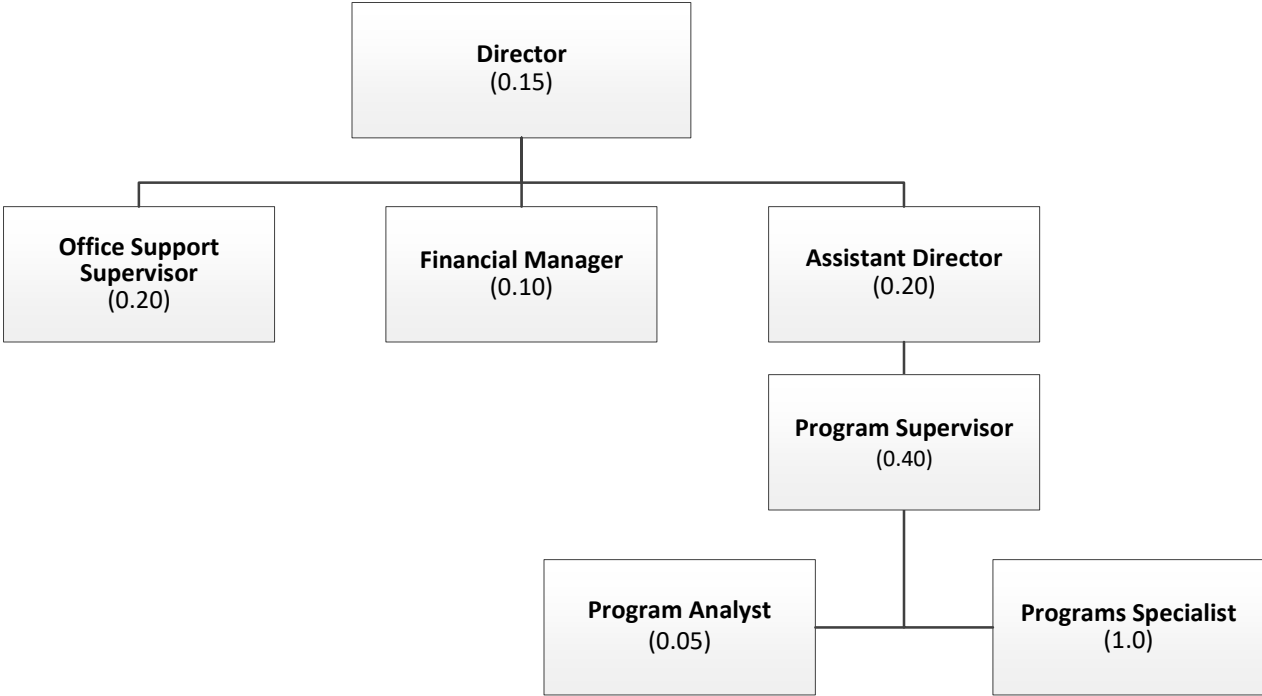 Director
(0.15)
Office Support
Supervisor
(0.20)
Financial Manager
(0.10)
Assistant Director
(0.20)
Program Supervisor
(0.40)
Program Analyst
(0.05)
Programs Specialist
(1.0)